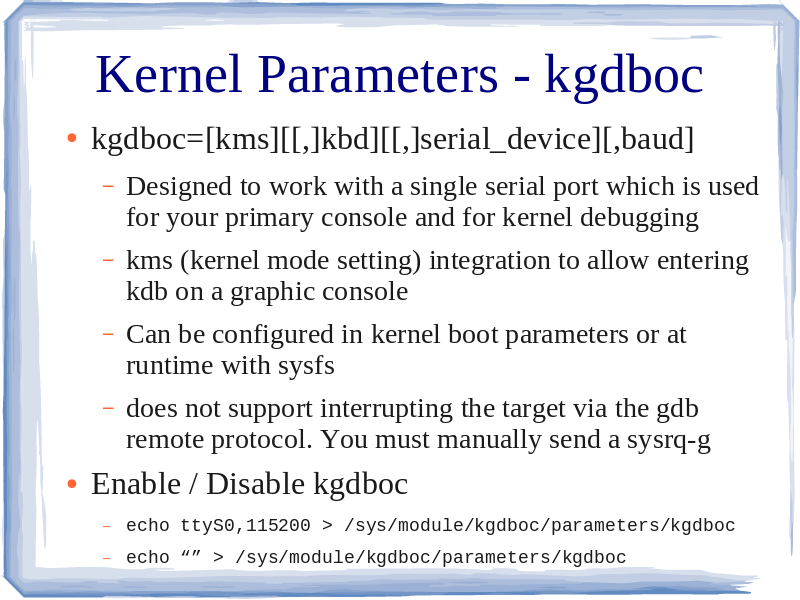 Kernel Parameters - kgdboc
• kgdboc=[kms][[,]kbd][[,]serial_device][,baud]
– Designed to work with a single serial port which is used
for your primary console and for kernel debugging
– kms (kernel mode setting) integration to allow entering
kdb on a graphic console
– Can be configured in kernel boot parameters or at
runtime with sysfs
– does not support interrupting the target via the gdb
remote protocol. You must manually send a sysrq-g
• Enable / Disable kgdboc
– echo ttyS0,115200 > /sys/module/kgdboc/parameters/kgdboc
– echo “” > /sys/module/kgdboc/parameters/kgdboc